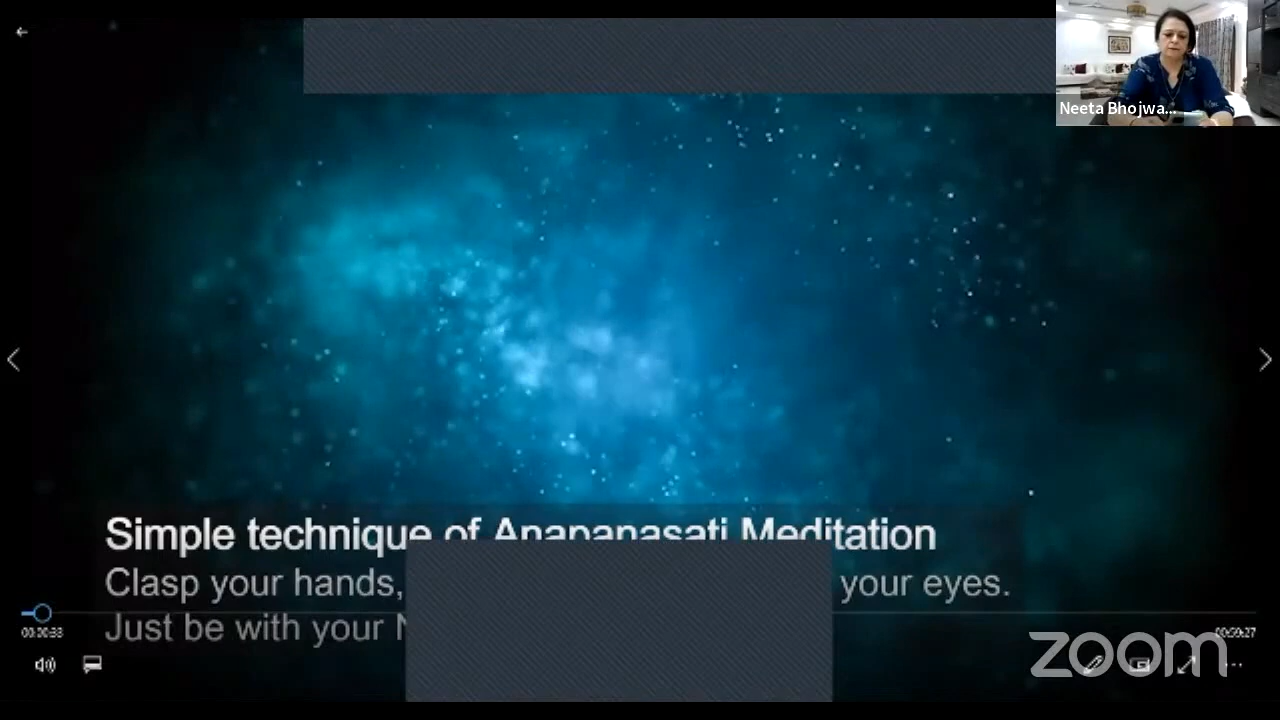 Neeta Bhojwa...
Simple technique of Anapanasati Meditation
Clasp your hands, your eyes.
Just be with your
00:00:33
00:59:27
zoom